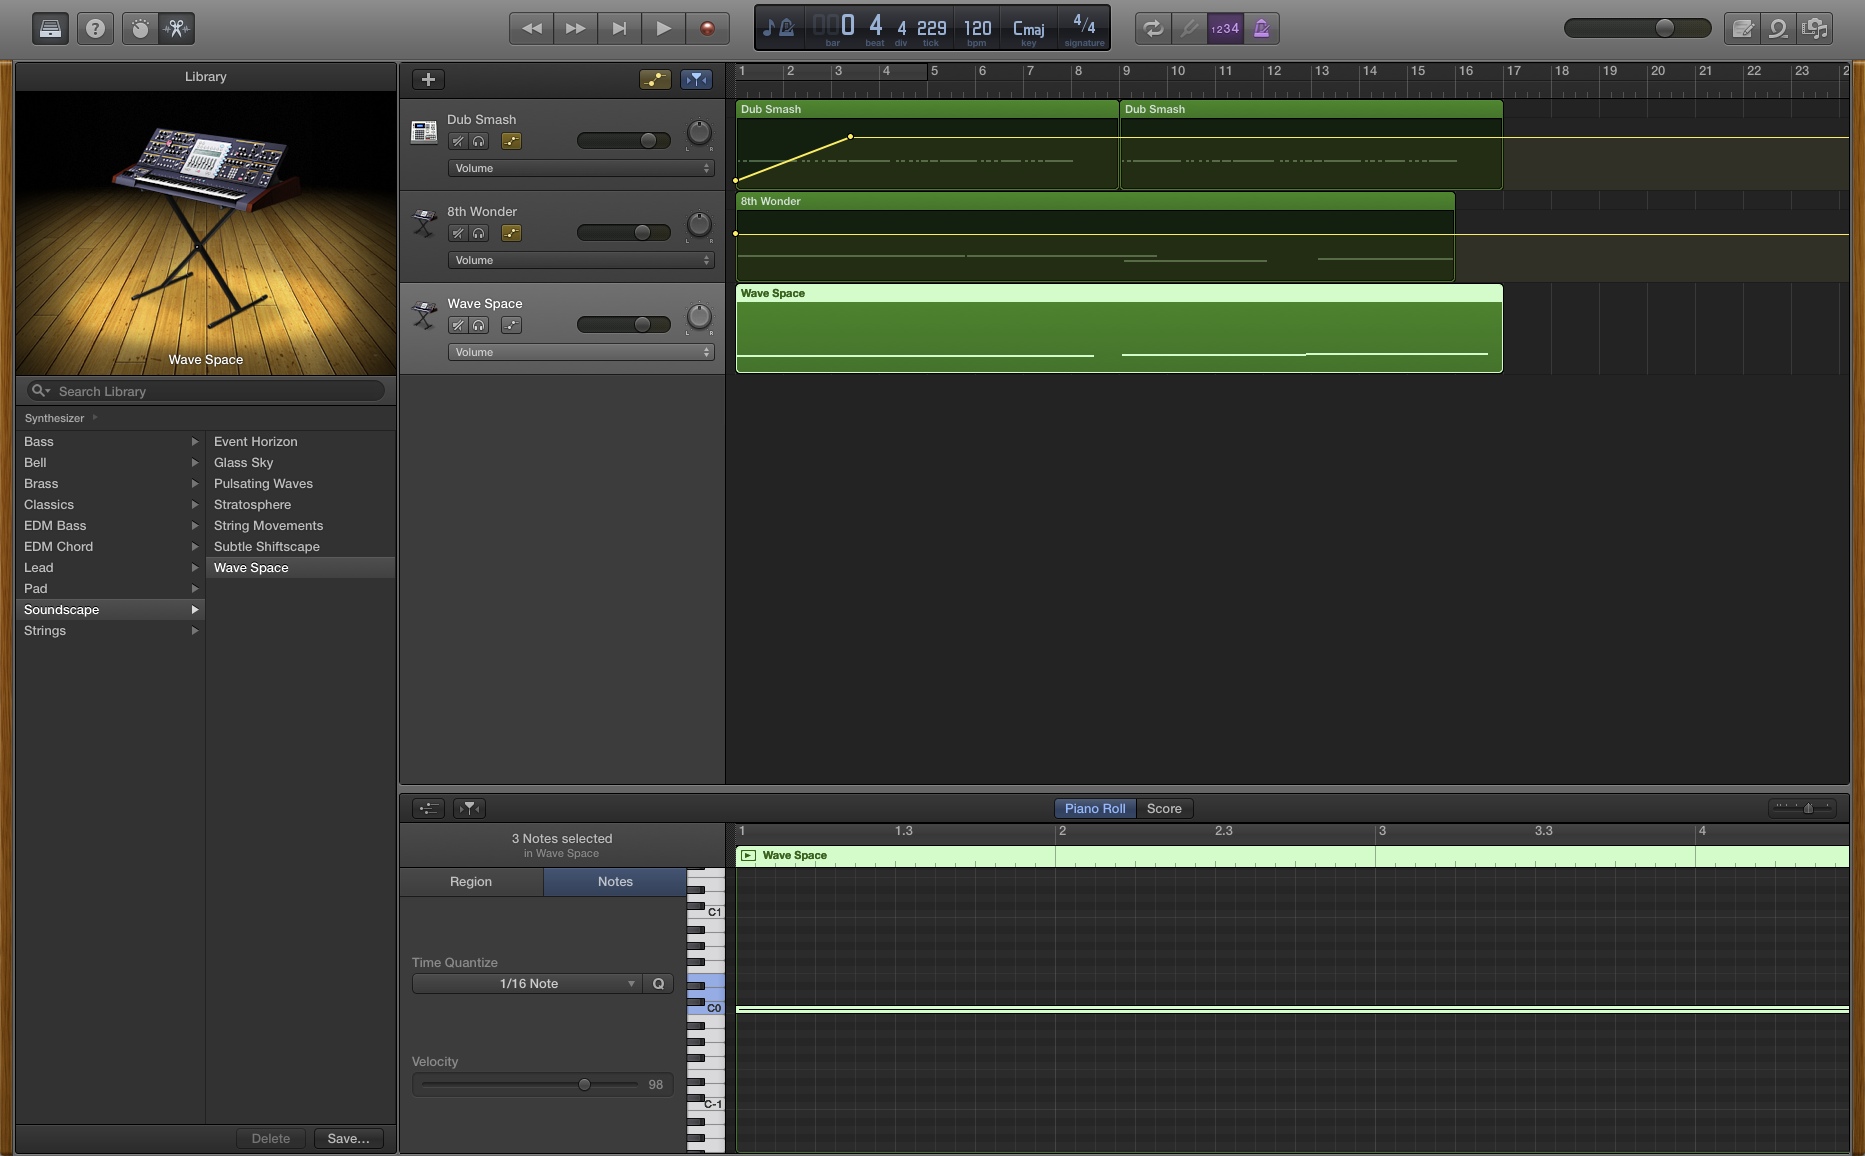 0 4 4 229 120 Cmaj 4/4
bar beat div tick bpm key signature
1234
Library
Wave Space
Search Library
Synthesizer
Bass
Bell
Brass
Classics
EDM Bass
EDM Chord
Lead
Pad
Soundscape
Strings
Event Horizon
Glass Sky
Pulsating Waves
Stratosphere
String Movements
Subtle Shiftscape
Wave Space
Delete Save...
1 2 3 4 5 6 7 8 9 10 11 12 13 14 15 16 17 18 19 20 21 22 23
Dub Smash
L R
Volume
8th Wonder
L R
Volume
Wave Space
L R
Volume
Dub Smash Dub Smash
8th Wonder
Wave Space
Piano Roll Score
3 Notes selected
in Wave Space
Region Notes
Time Quantize
1/16 Note Q
Velocity
98
C1
C0
C-1
1 1.3 2 2.3 3 3.3 4
Wave Space